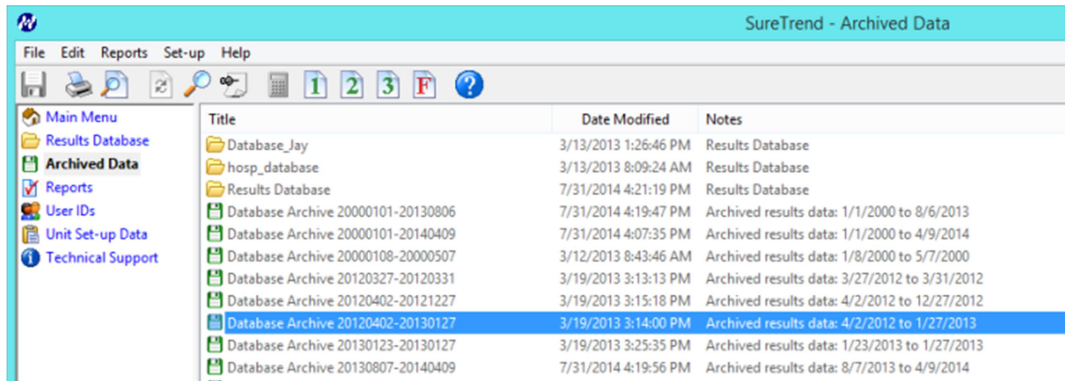 SureTrend - Archived Data
File Edit Reports Set-up Help
1 2 3 F ?
Main Menu
Results Database
Archived Data
Reports
User IDs
Unit Set-up Data
Technical Support
Title Date Modified Notes
Database_Jay 3/13/2013 1:26:46 PM Results Database
hosp_database 3/13/2013 8:09:24 AM Results Database
Results Database 7/31/2014 4:21:19 PM Results Database
Database Archive 20000101-20130806 7/31/2014 4:19:47 PM Archived results data: 1/1/2000 to 8/6/2013
Database Archive 20000101-20140409 7/31/2014 4:07:35 PM Archived results data: 1/1/2000 to 4/9/2014
Database Archive 20000108-20000507 3/12/2013 8:43:46 AM Archived results data: 1/8/2000 to 5/7/2000
Database Archive 20120327-20120331 3/19/2013 3:13:13 PM Archived results data: 3/27/2012 to 3/31/2012
Database Archive 20120402-20121227 3/19/2013 3:15:18 PM Archived results data: 4/2/2012 to 12/27/2012
Database Archive 20120402-20130127 3/19/2013 3:14:00 PM Archived results data: 4/2/2012 to 1/27/2013
Database Archive 20130123-20130127 3/19/2013 3:25:35 PM Archived results data: 1/23/2013 to 1/27/2013
Database Archive 20130807-20140409 7/31/2014 4:19:56 PM Archived results data: 8/7/2013 to 4/9/2014